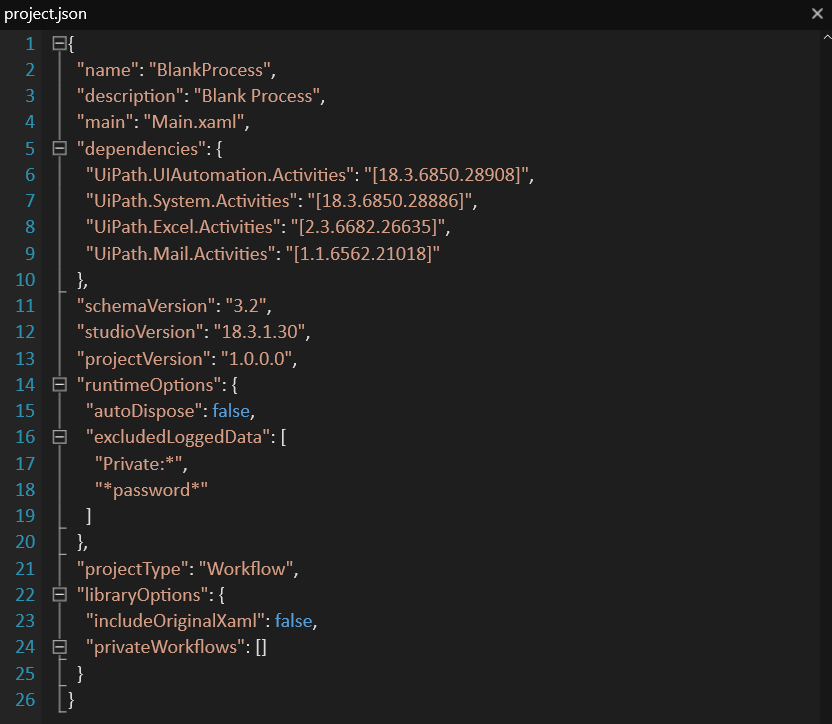 project.json
1 {
2 "name": "BlankProcess",
3 "description": "Blank Process",
4 "main": "Main.xaml",
5 "dependencies": {
6 "UiPath.UIAutomation.Activities": "[18.3.6850.28908]",
7 "UiPath.System.Activities": "[18.3.6850.28886]",
8 "UiPath.Excel.Activities": "[2.3.6682.26635]",
9 "UiPath.Mail.Activities": "[1.1.6562.21018]"
10 },
11 "schemaVersion": "3.2",
12 "studioVersion": "18.3.1.30",
13 "projectVersion": "1.0.0.0",
14 "runtimeOptions": {
15 "autoDispose": false,
16 "excludedLoggedData": [
17 "Private:*",
18 "*password*"
19 ]
20 },
21 "projectType": "Workflow",
22 "libraryOptions": {
23 "includeOriginalXaml": false,
24 "privateWorkflows": []
25 }
26 }